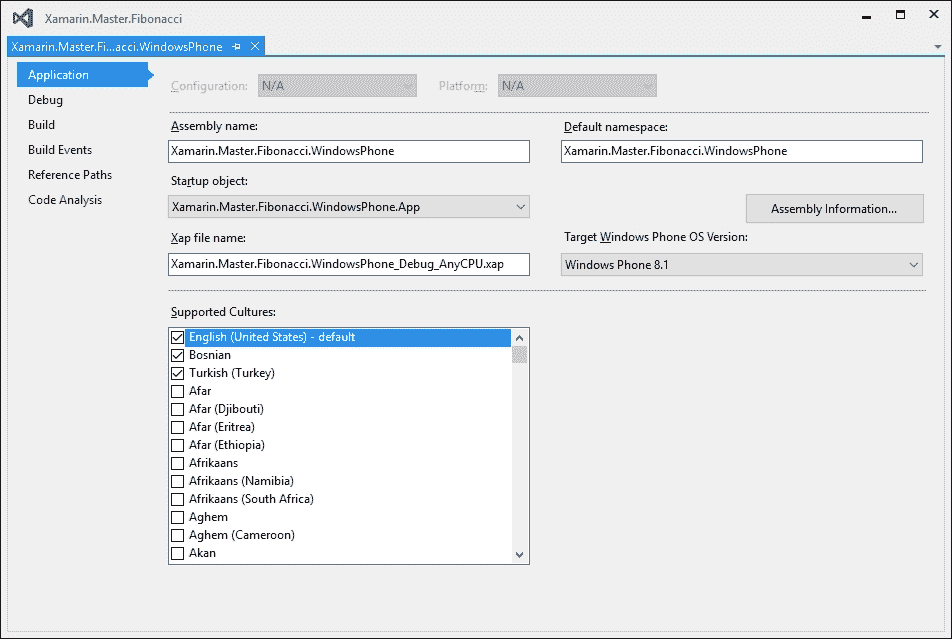 Xamarin.Master.Fibonacci
Xamarin.Master.Fi...acci.WindowsPhone
Application
Debug
Build
Build Events
Reference Paths
Code Analysis
Configuration: N/A Platform: N/A
Assembly name:
Xamarin.Master.Fibonacci.WindowsPhone
Default namespace:
Xamarin.Master.Fibonacci.WindowsPhone
Startup object:
Xamarin.Master.Fibonacci.WindowsPhone.App
Assembly Information...
Xap file name:
Xamarin.Master.Fibonacci.WindowsPhone_Debug_AnyCPU.xap
Target Windows Phone OS Version:
Windows Phone 8.1
Supported Cultures:
English (United States) - default
Bosnian
Turkish (Turkey)
Afar
Afar (Djibouti)
Afar (Eritrea)
Afar (Ethiopia)
Afrikaans
Afrikaans (Namibia)
Afrikaans (South Africa)
Aghem
Aghem (Cameroon)
Akan